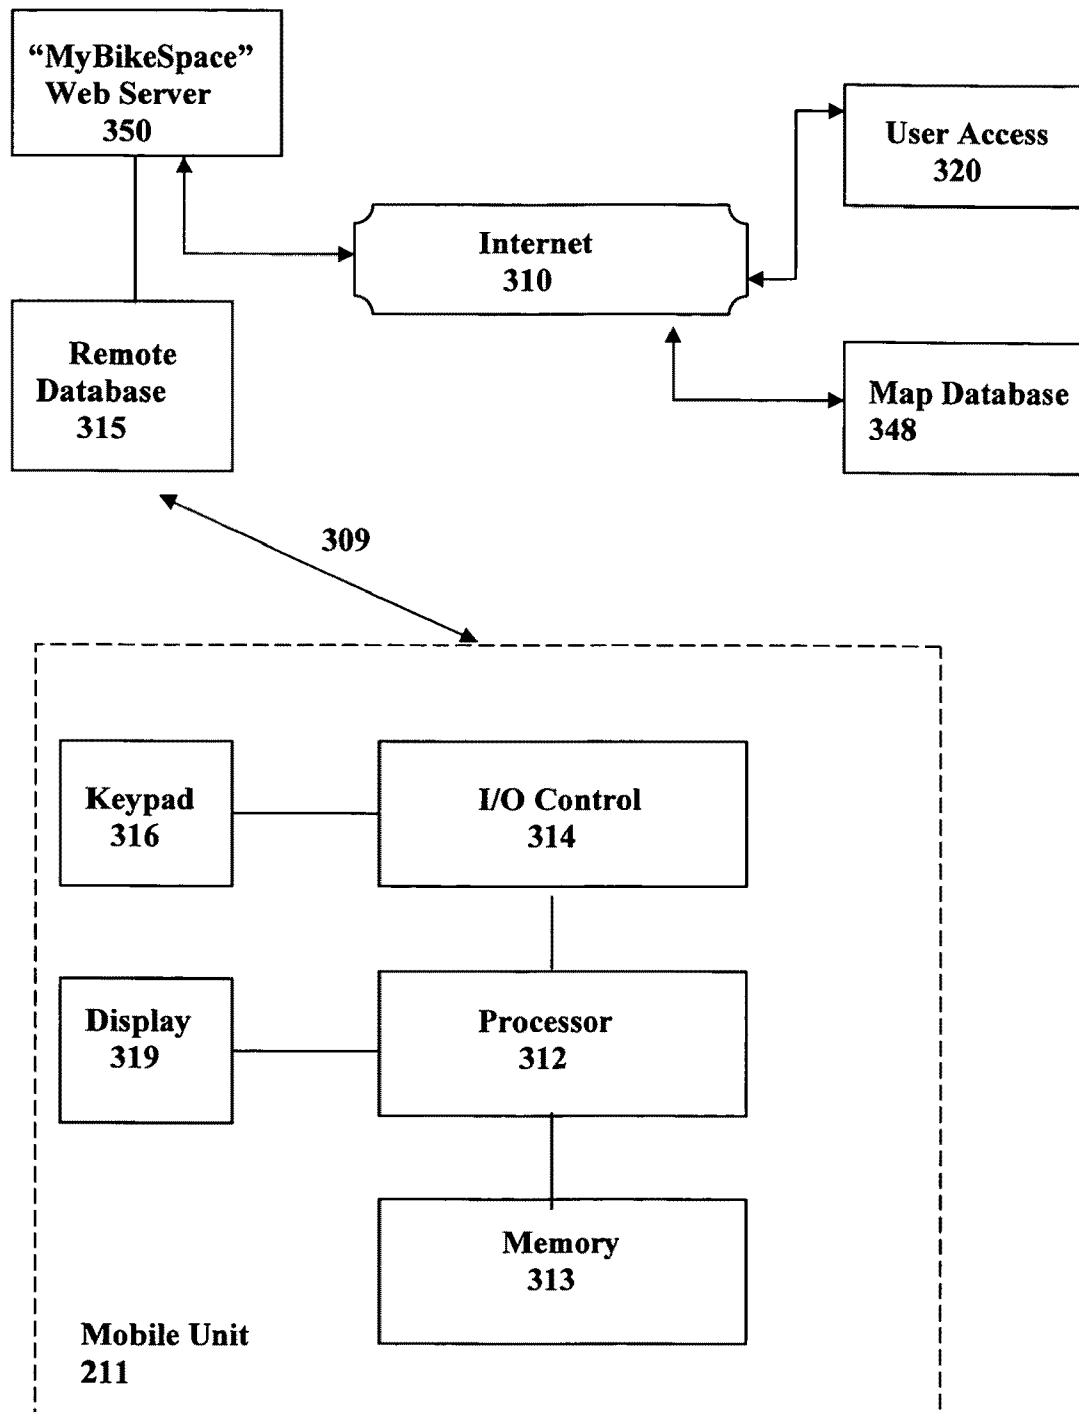 “MyBikeSpace”
Web Server
350
User Access
320
Internet
310
Remote
Database
315
Map Database
348
309
Keypad
316
I/O Control
314
Display
319
Processor
312
Memory
313
Mobile Unit
211